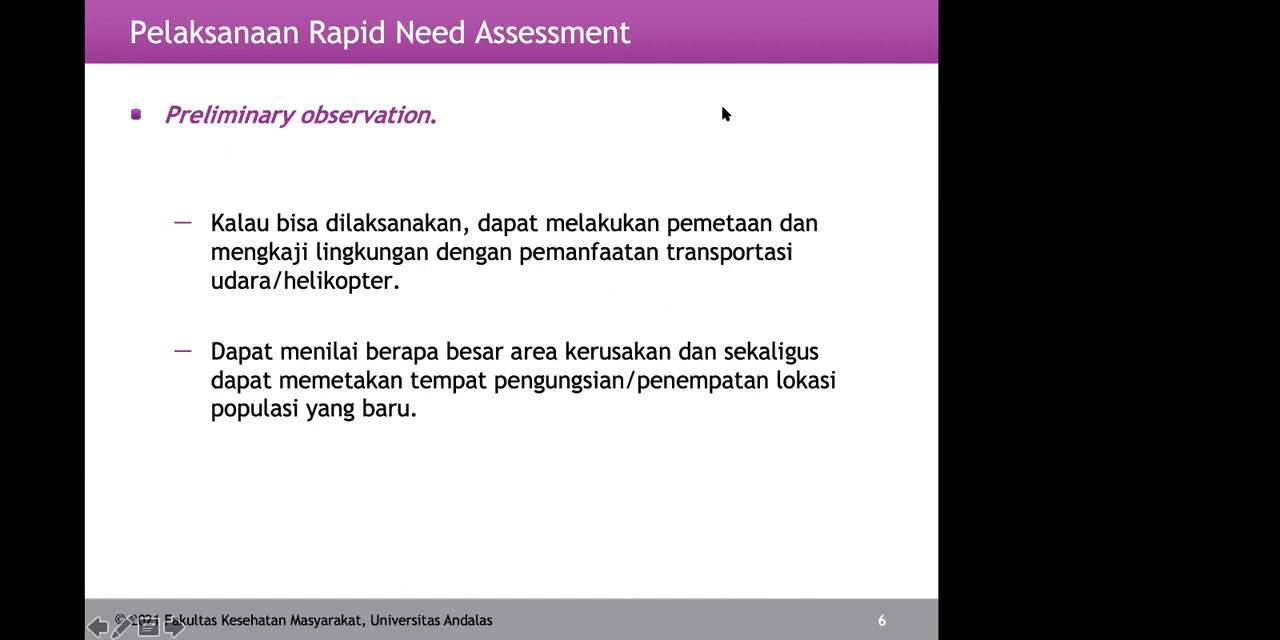 Pelaksanaan Rapid Need Assessment
Preliminary observation.
— Kalau bisa dilaksanakan, dapat melakukan pemetaan dan
mengkaji lingkungan dengan pemanfaatan transportasi
udara/helikopter.
— Dapat menilai berapa besar area kerusakan dan sekaligus
dapat memetakan tempat pengungsian/penempatan lokasi
populasi yang baru.
© 2021 Fakultas Kesehatan Masyarakat, Universitas Andalas
6